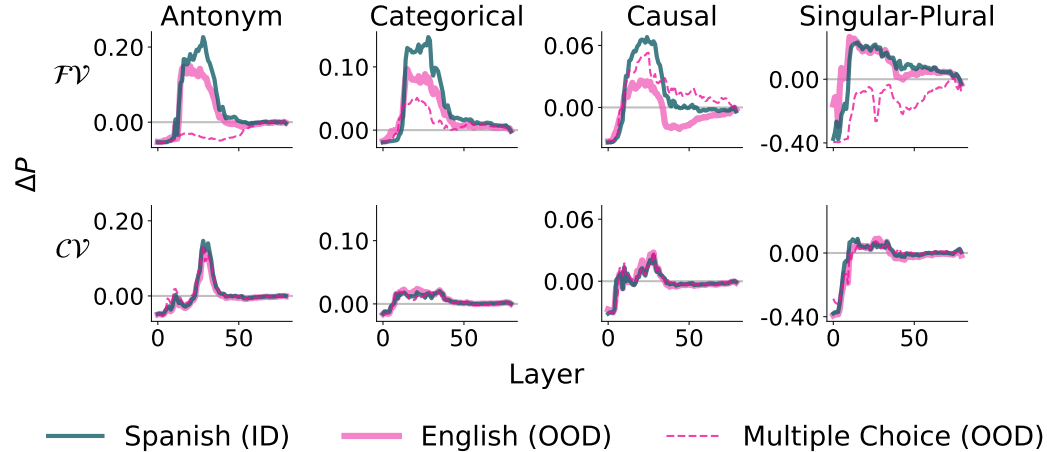 Antonym Categorical Causal Singular-Plural
FV 0.20 0.00
0.10 0.00
0.06 0.00
0.00 -0.40
ΔP
CV 0.20 0.00
0.10 0.00
0.06 0.00
0.00 -0.40
0 50 0 50 0 50 0 50
Layer
Spanish (ID) English (OOD) Multiple Choice (OOD)